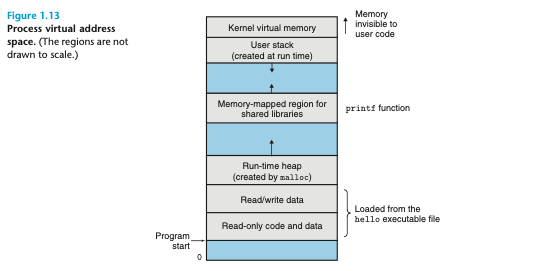 Figure 1.13
Process virtual address
space. (The regions are not
drawn to scale.)
Kernel virtual memory
Memory
invisible to
user code
User stack
(created at run time)
Memory-mapped region for
shared libraries
printf function
Run-time heap
(created by malloc)
Read/write data
Read-only code and data
Loaded from the
hello executable file
Program
start
0